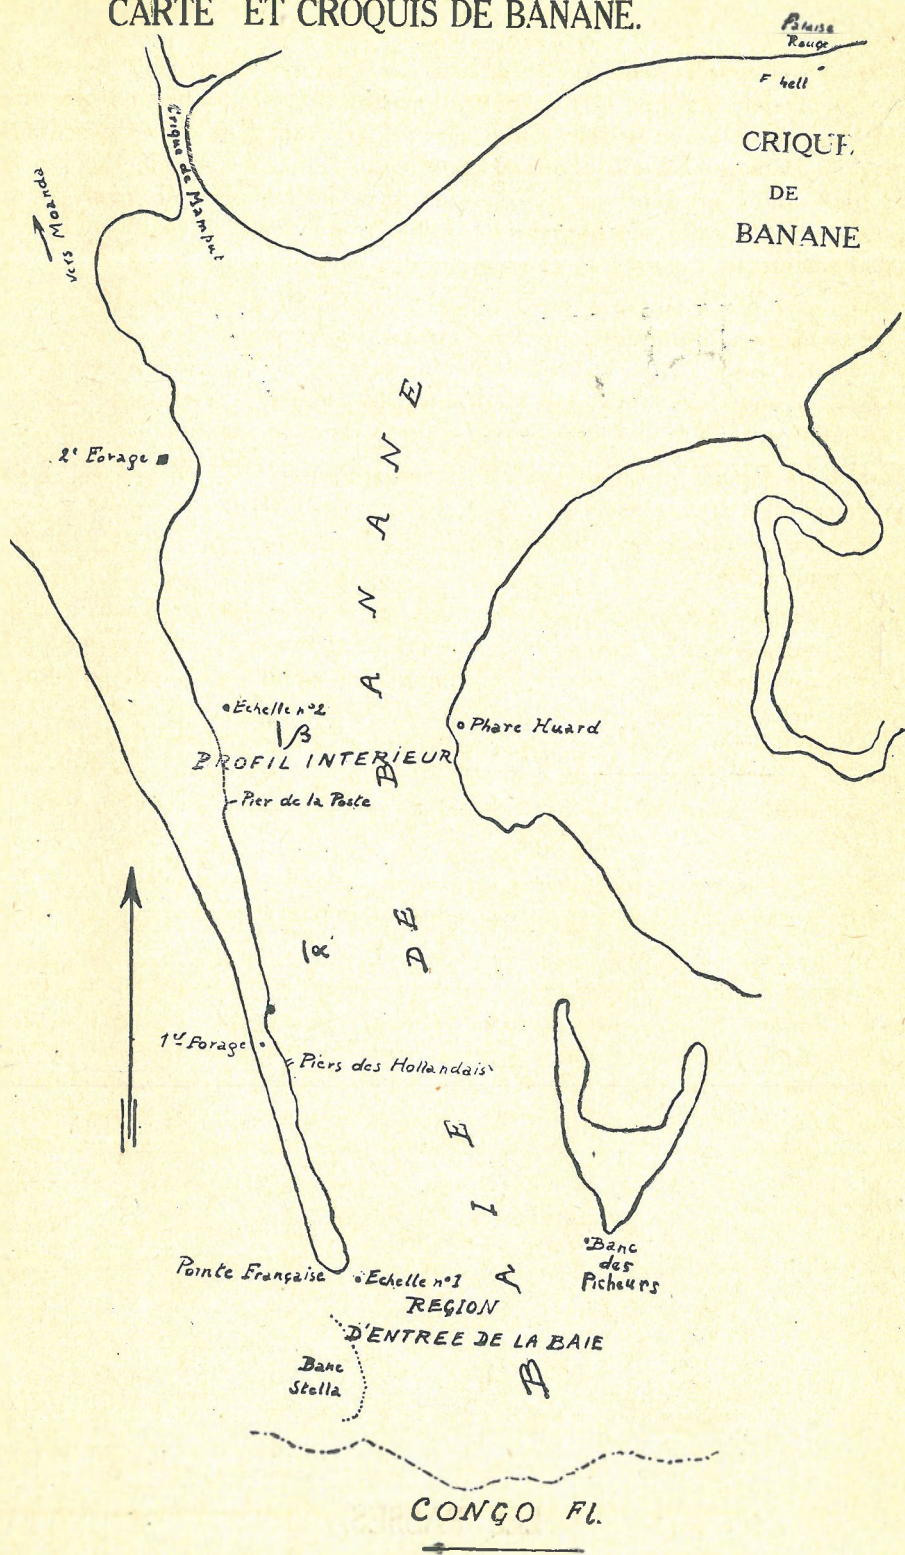 CARTE ET CROQUIS DE BANANE.
Falaise
Rouge
CRIQUE
DE
BANANE
Crique de Mamput
vers Moanda
2e Forage
Echelle n°2
β
PROFIL INTERIEUR
Phare Huard
Pier de la Poste
α
1er Forage
Piers des Hollandais
BAIE DE BANANE
Banc
des
Picheurs
Pointe Française
Echelle n°1
REGION
D'ENTREE DE LA BAIE
Banc
Stella
CONGO Fl.